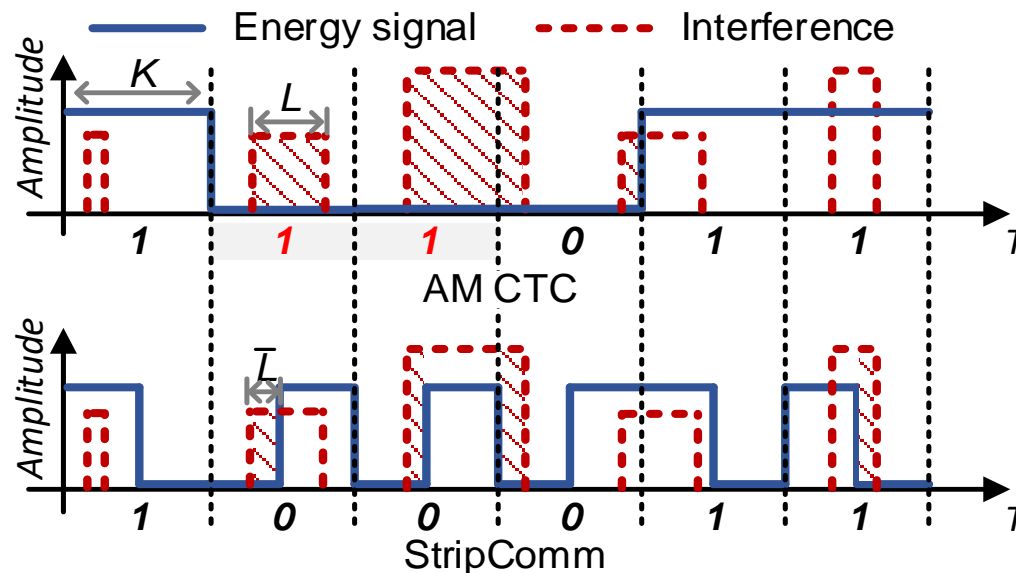 Energy signal Interference
Amplitude
K
L
1 1 1 0 1 1 T
AM CTC
Amplitude
L̅
1 0 0 0 1 1 T
StripComm